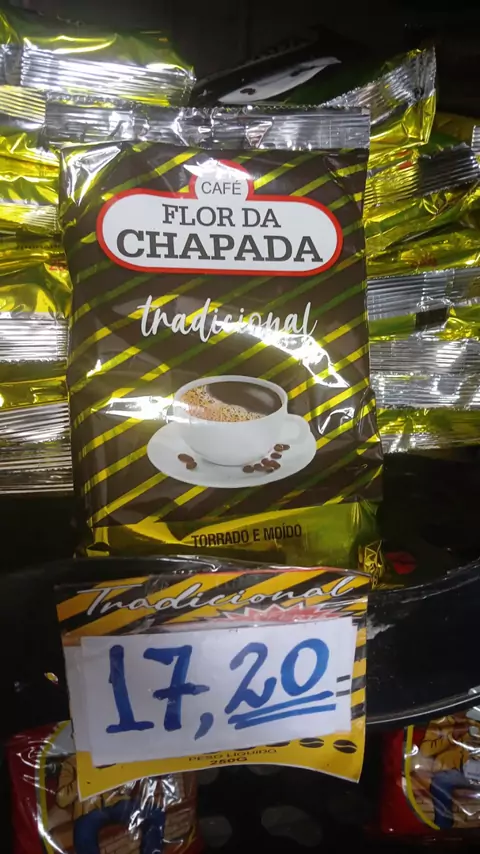 CAFÉ
FLOR DA
CHAPADA
tradicional
TORRADO E MOÍDO
Tradicional
17,20
PESO LÍQUIDO
250G